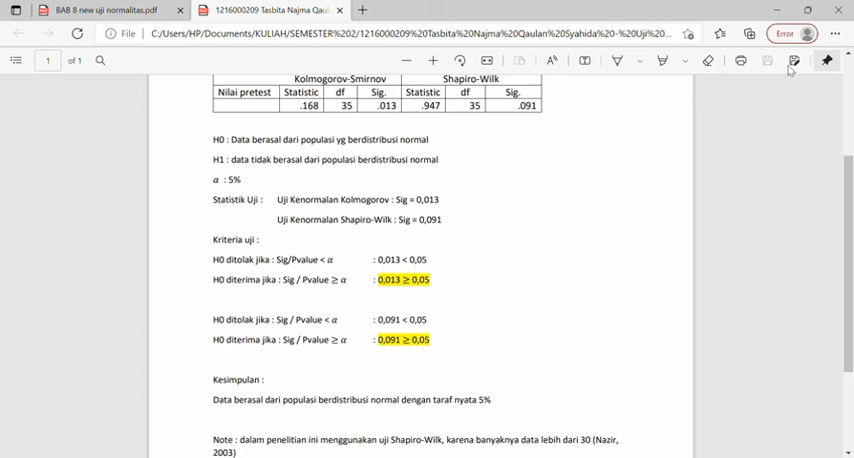 BAB 8 new uji normalitas.pdf
1216000209 Tasbita Najma Qaul
File
C:/Users/HP/Documents/KULIAH/SEMESTER%202/1216000209%20Tasbita%20Najma%20Qaulan%20Syahida%20-%20Uji%20...
Error
1 of 1
Kolmogorov-Smirnov Shapiro-Wilk
Nilai pretest Statistic df Sig. Statistic df Sig.
.168 35 .013 .947 35 .091
H0 : Data berasal dari populasi yg berdistribusi normal
H1 : data tidak berasal dari populasi berdistribusi normal
α : 5%
Statistik Uji : Uji Kenormalan Kolmogorov : Sig = 0,013
Uji Kenormalan Shapiro-Wilk : Sig = 0,091
Kriteria uji :
H0 ditolak jika : Sig/Pvalue < α : 0,013 < 0,05
H0 diterima jika : Sig / Pvalue ≥ α : 0,013 ≥ 0,05
H0 ditolak jika : Sig / Pvalue < α : 0,091 < 0,05
H0 diterima jika : Sig / Pvalue ≥ α : 0,091 ≥ 0,05
Kesimpulan :
Data berasal dari populasi berdistribusi normal dengan taraf nyata 5%
Note : dalam penelitian ini menggunakan uji Shapiro-Wilk, karena banyaknya data lebih dari 30 (Nazir,
2003)